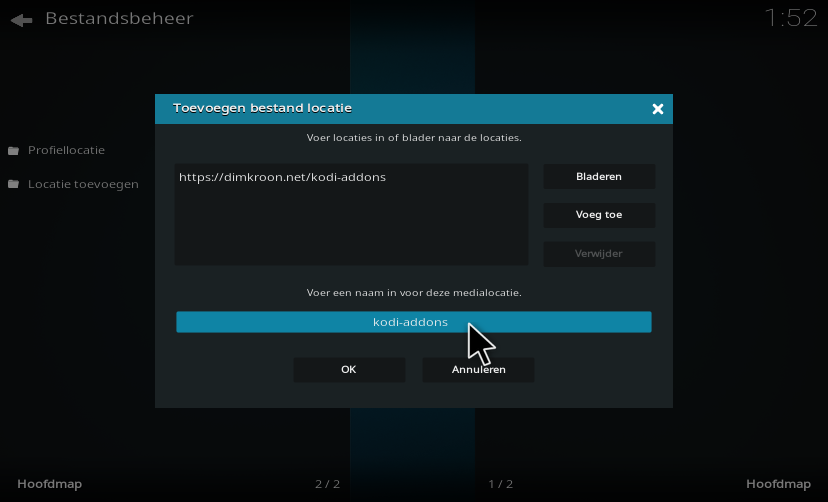 Bestandsbeheer
1:52
Toevoegen bestand locatie
Voer locaties in of blader naar de locaties.
Profiellocatie
Locatie toevoegen
https://dimkroon.net/kodi-addons
Bladeren
Voeg toe
Verwijder
Voer een naam in voor deze medialocatie.
kodi-addons
OK
Annuleren
Hoofdmap
2 / 2
1 / 2
Hoofdmap